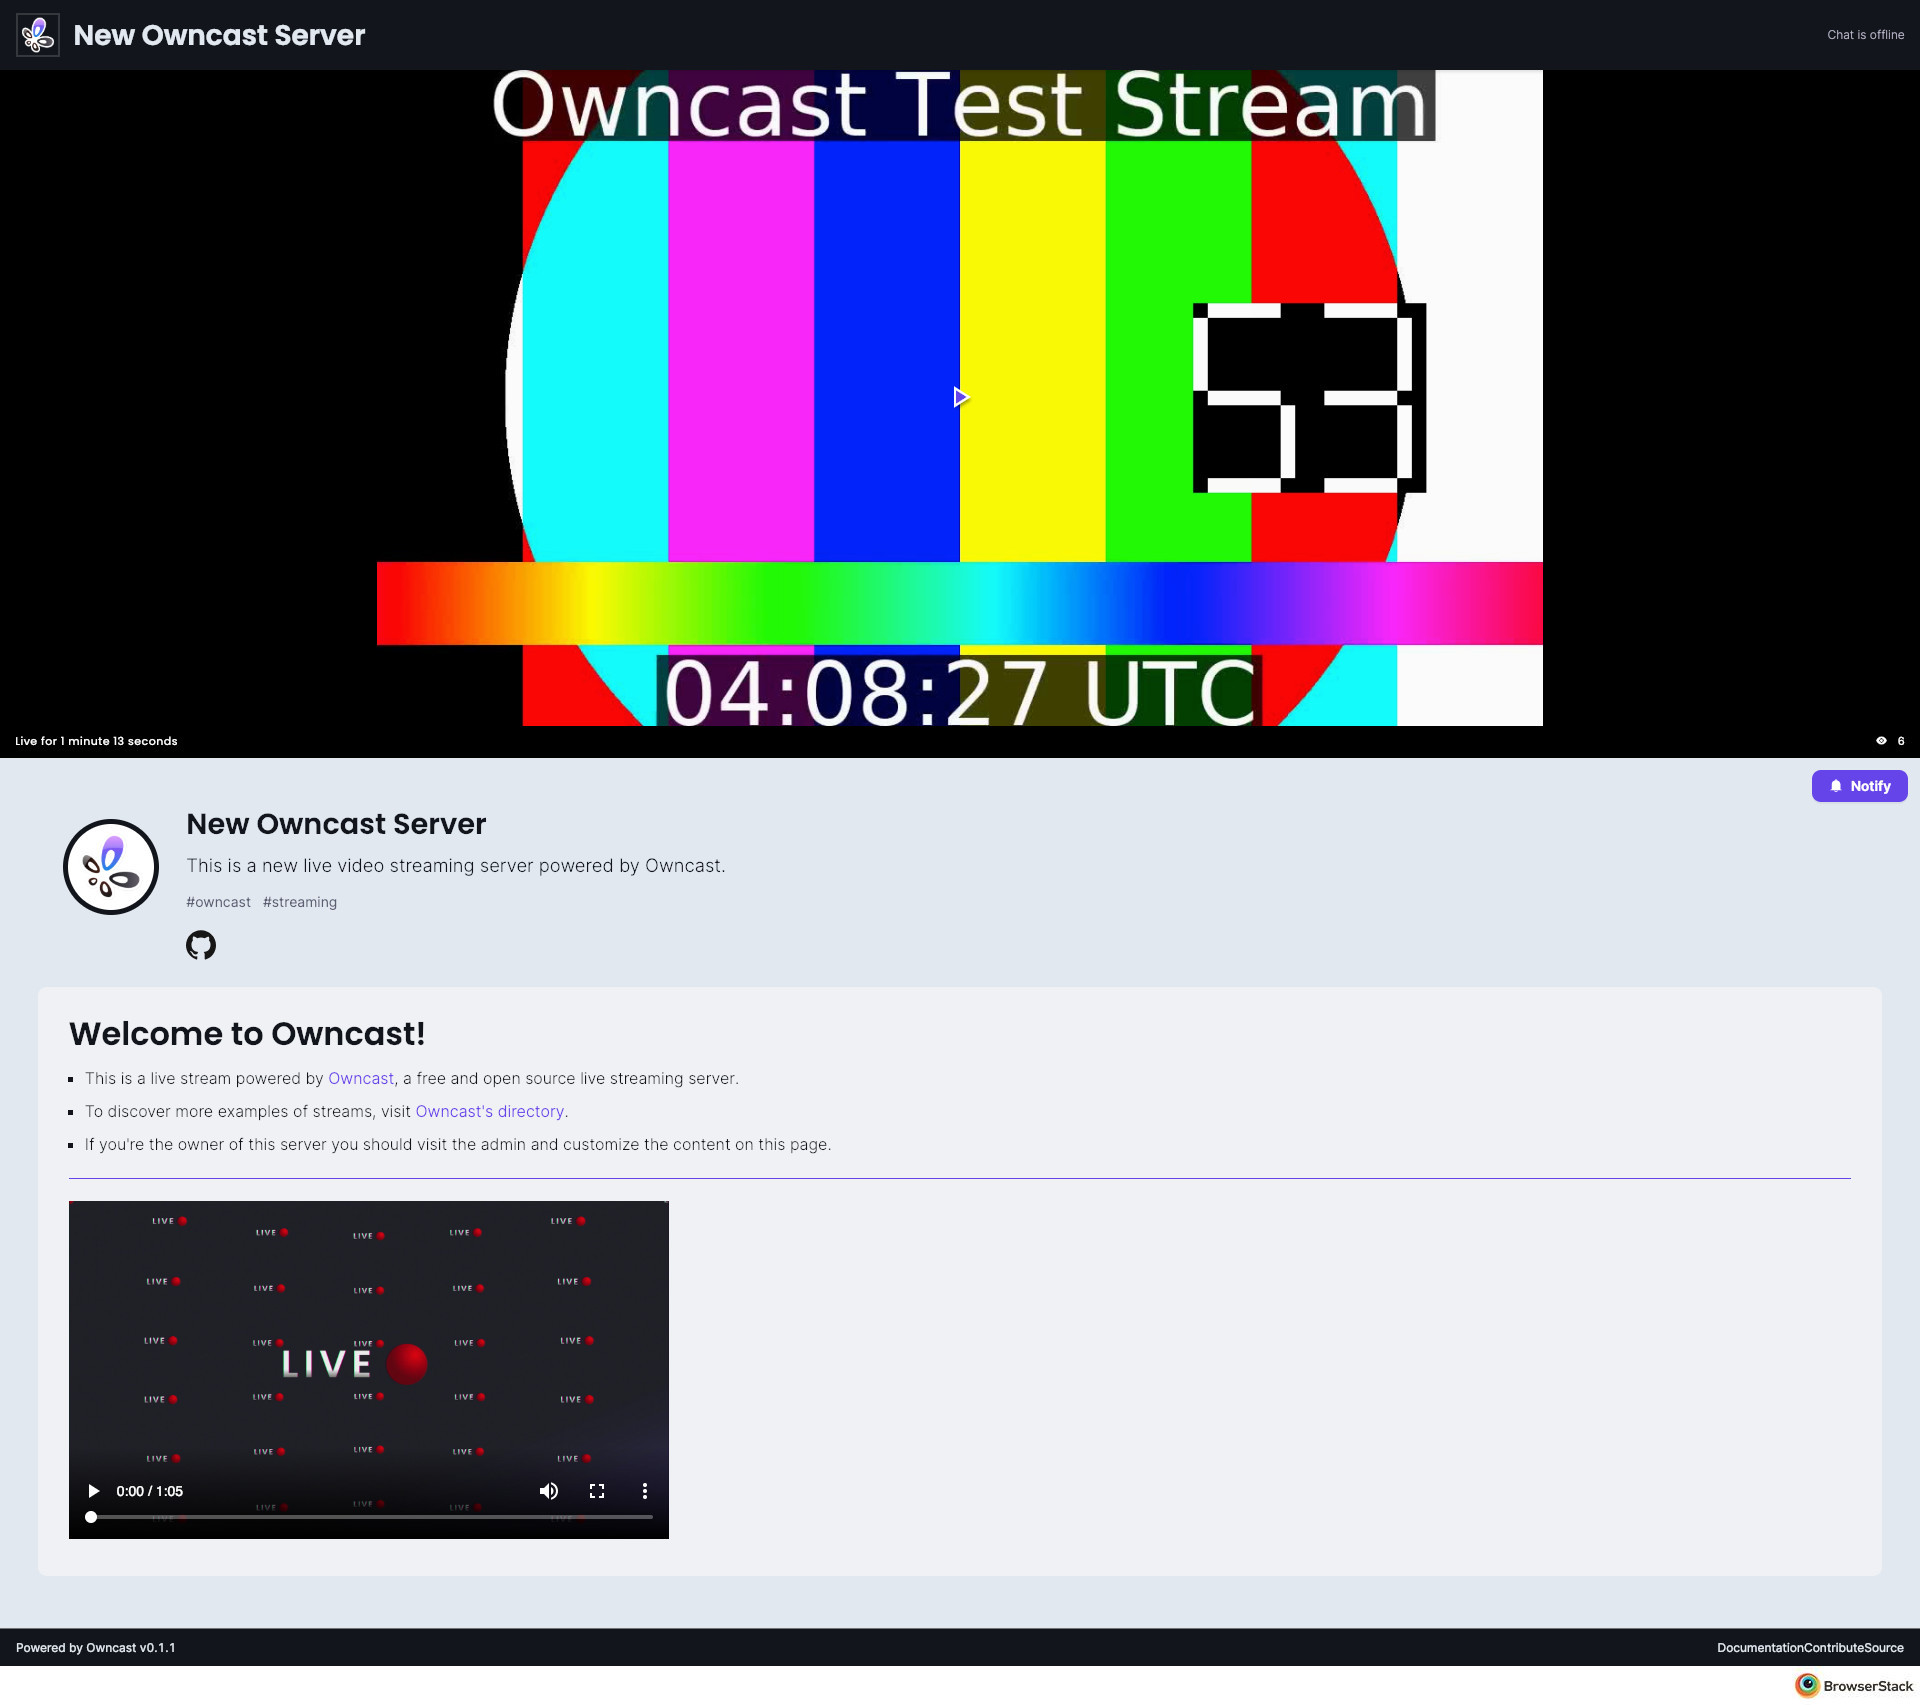 New Owncast Server
Chat is offline
Owncast Test Stream
53
04:08:27 UTC
Live for 1 minute 13 seconds
6
Notify
New Owncast Server
This is a new live video streaming server powered by Owncast.
#owncast #streaming
Welcome to Owncast!
This is a live stream powered by Owncast, a free and open source live streaming server.
To discover more examples of streams, visit Owncast's directory.
If you're the owner of this server you should visit the admin and customize the content on this page.
LIVE LIVE LIVE LIVE LIVE
LIVE LIVE LIVE LIVE LIVE
LIVE LIVE LIVE LIVE LIVE
LIVE
LIVE LIVE LIVE LIVE LIVE
LIVE LIVE LIVE LIVE LIVE
0:00 / 1:05
LIVE LIVE LIVE LIVE LIVE
Powered by Owncast v0.1.1
DocumentationContributeSource
BrowserStack